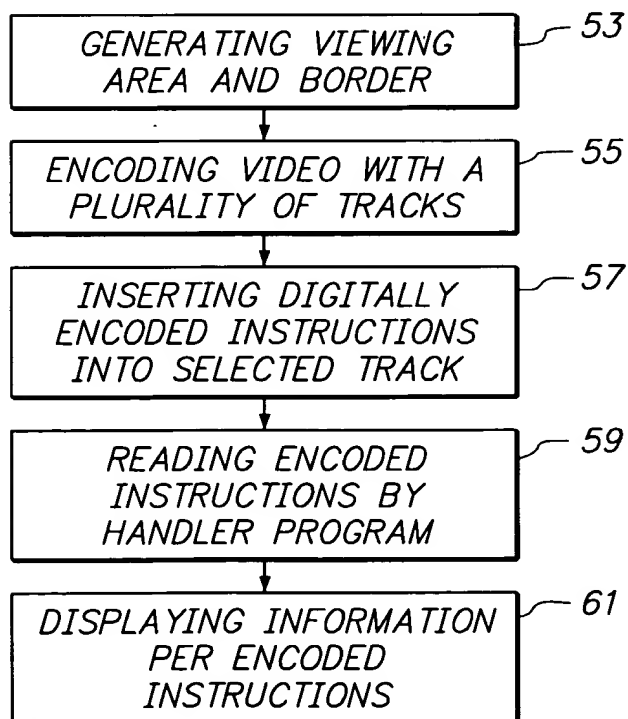 GENERATING VIEWING
AREA AND BORDER
53
ENCODING VIDEO WITH A
PLURALITY OF TRACKS
55
INSERTING DIGITALLY
ENCODED INSTRUCTIONS
INTO SELECTED TRACK
57
READING ENCODED
INSTRUCTIONS BY
HANDLER PROGRAM
59
DISPLAYING INFORMATION
PER ENCODED
INSTRUCTIONS
61